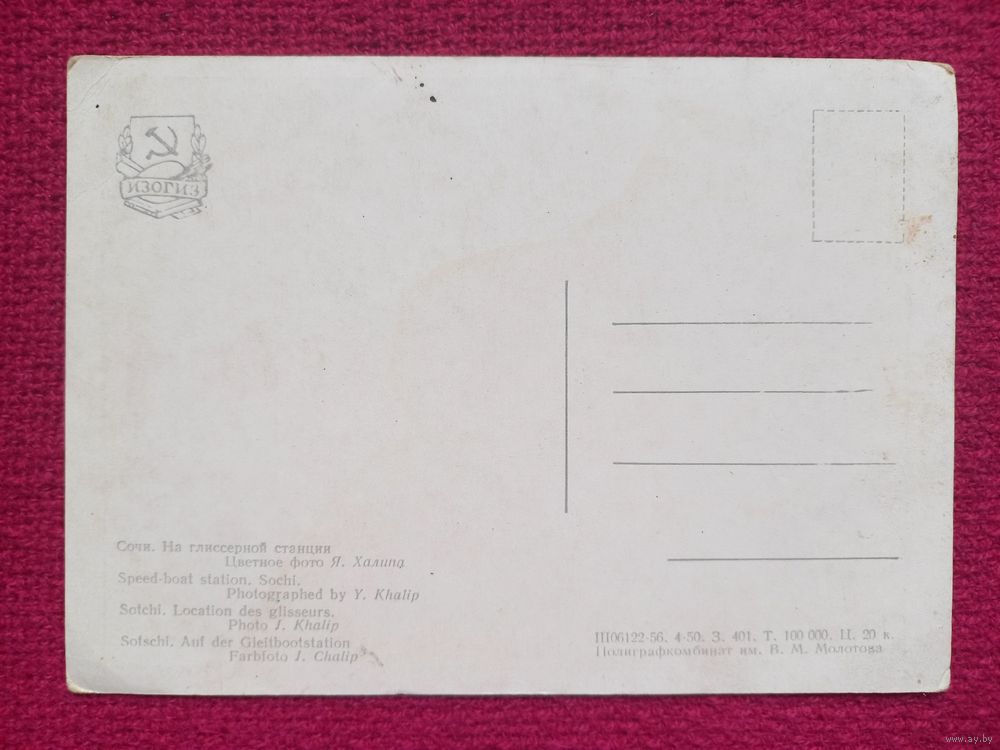 ИЗОГИЗ
Сочи. На глиссерной станции
Цветное фото Я. Халипа
Speed-boat station. Sochi.
Photographed by Y. Khalip
Sotchi. Location des glisseurs.
Photo J. Khalip
Sotschi. Auf der Gleitbootstation
Farbfoto J. Chalip
Ш06122-56. 4-50. З. 401. Т. 100 000. Ц. 20 к.
Полиграфкомбинат им. В. М. Молотова
www.ay.by